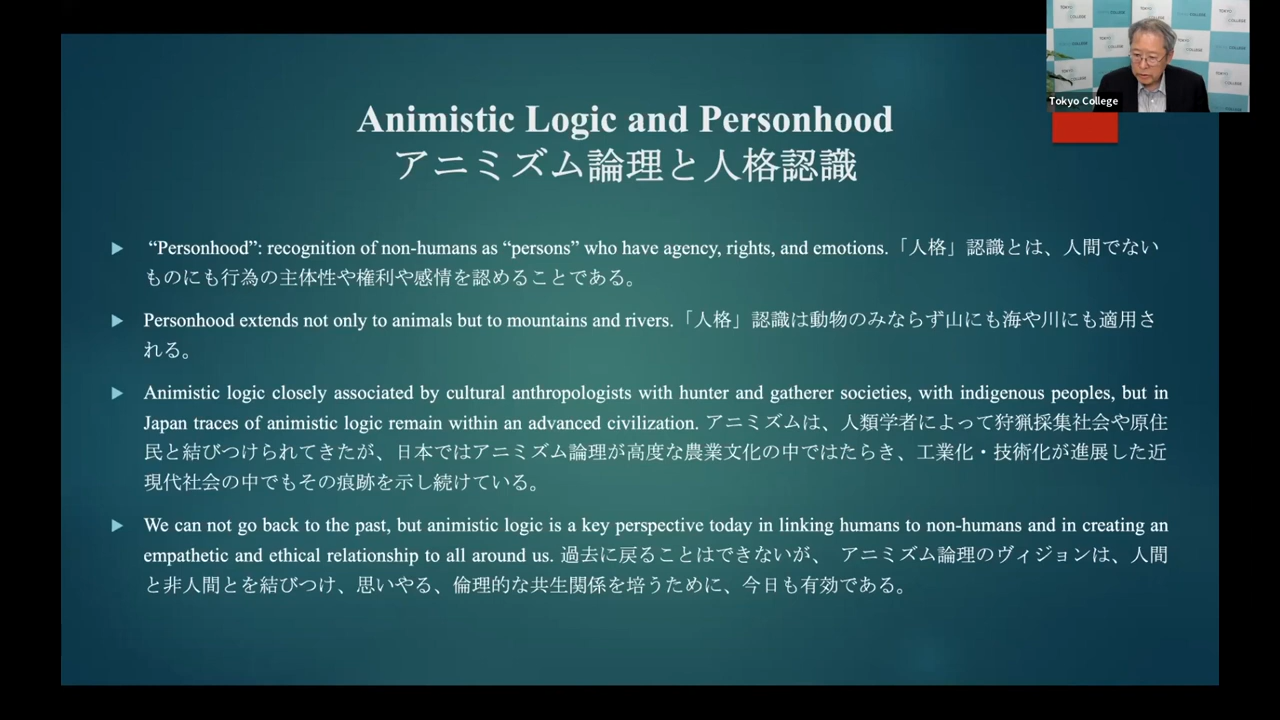 TOKYO COLLEGE
Tokyo College
Animistic Logic and Personhood
アニミズム論理と人格認識
“Personhood”: recognition of non-humans as “persons” who have agency, rights, and emotions.「人格」認識とは、人間でない
ものにも行為の主体性や権利や感情を認めることである。
Personhood extends not only to animals but to mountains and rivers.「人格」認識は動物のみならず山にも海や川にも適用さ
れる。
Animistic logic closely associated by cultural anthropologists with hunter and gatherer societies, with indigenous peoples, but in
Japan traces of animistic logic remain within an advanced civilization. アニミズムは、人類学者によって狩猟採集社会や原住
民と結びつけられてきたが、日本ではアニミズム論理が高度な農業文化の中ではたらき、工業化・技術化が進展した近
現代社会の中でもその痕跡を示し続けている。
We can not go back to the past, but animistic logic is a key perspective today in linking humans to non-humans and in creating an
empathetic and ethical relationship to all around us. 過去に戻ることはできないが、 アニミズム論理のヴィジョンは、人間
と非人間とを結びつけ、思いやる、倫理的な共生関係を培うために、今日も有効である。